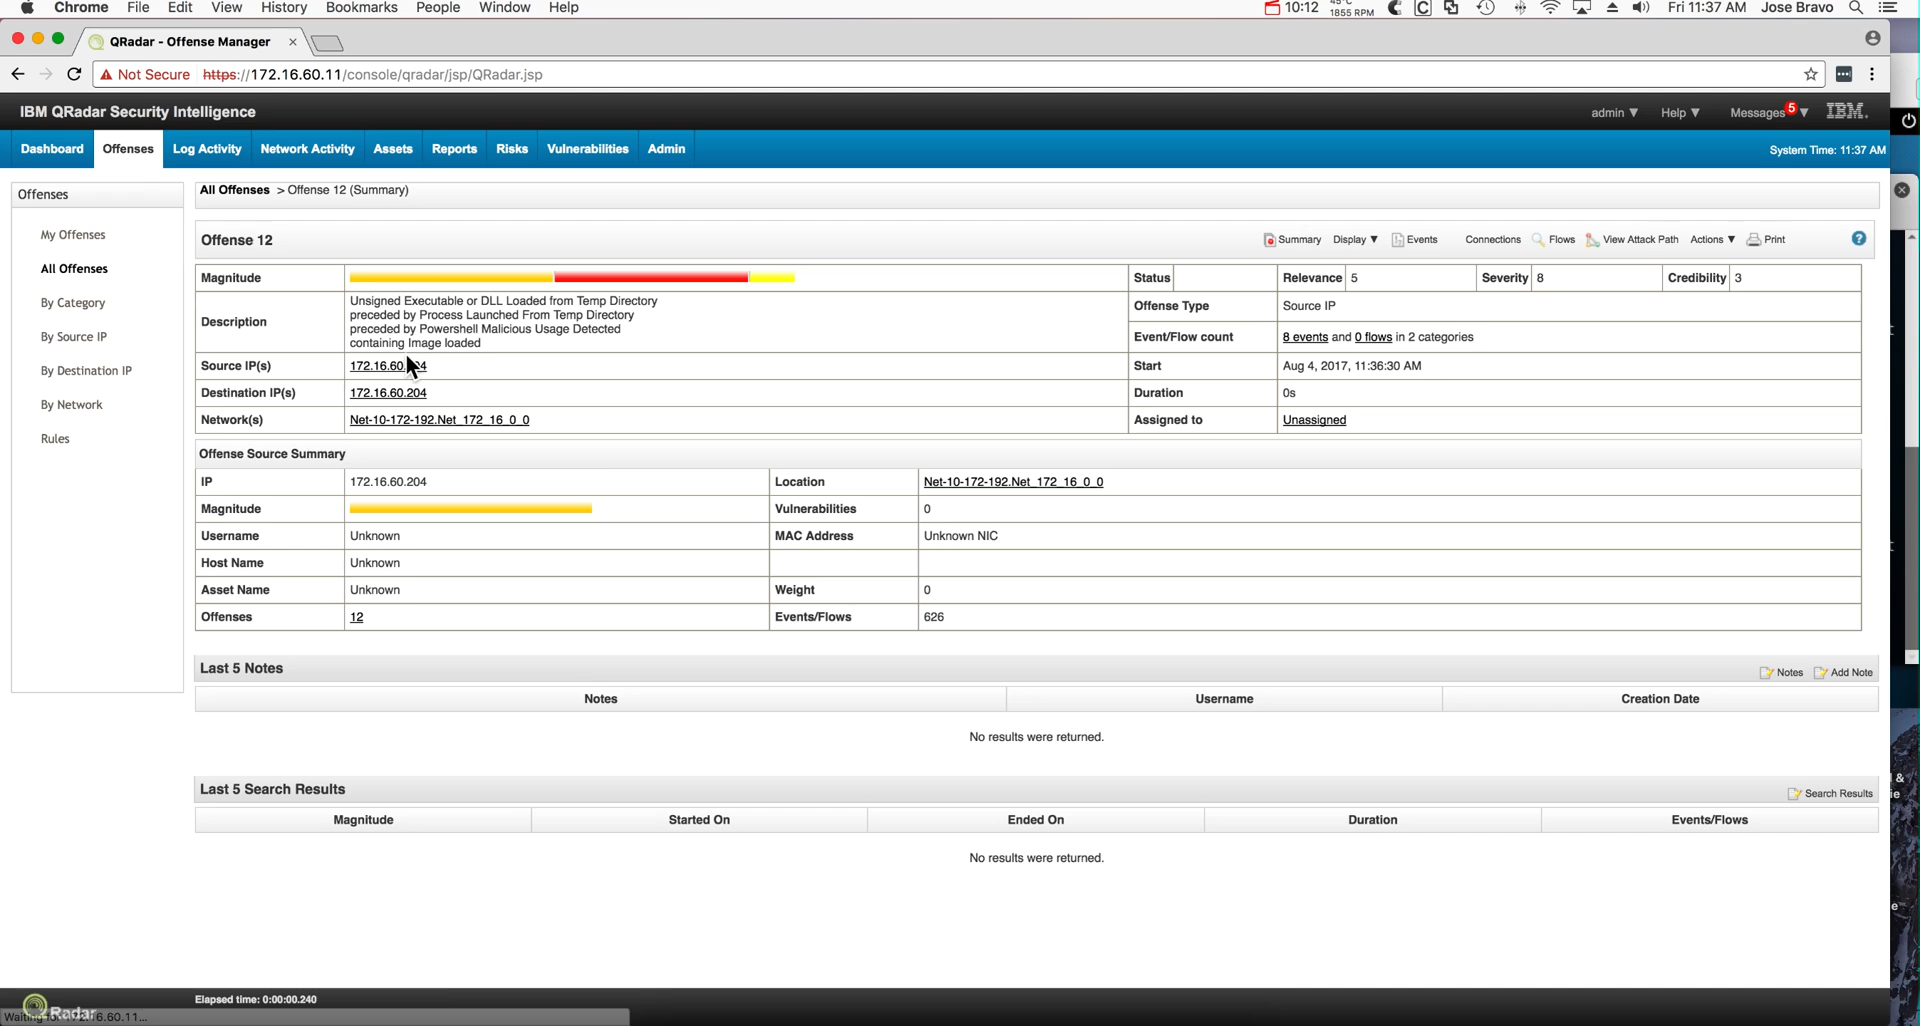 Chrome File Edit View History Bookmarks People Window Help 10:12 45°C 1855 RPM Fri 11:37 AM Jose Bravo
QRadar - Offense Manager
Not Secure https://172.16.60.11/console/qradar/jsp/QRadar.jsp
IBM QRadar Security Intelligence admin ▼ Help ▼ Messages 5 ▼ IBM.
Dashboard Offenses Log Activity Network Activity Assets Reports Risks Vulnerabilities Admin System Time: 11:37 AM
Offenses
My Offenses
All Offenses
By Category
By Source IP
By Destination IP
By Network
Rules
All Offenses > Offense 12 (Summary)
Offense 12 Summary Display ▼ Events Connections Flows View Attack Path Actions ▼ Print ?
Magnitude Status Relevance 5 Severity 8 Credibility 3
Description
Unsigned Executable or DLL Loaded from Temp Directory
preceded by Process Launched From Temp Directory
preceded by Powershell Malicious Usage Detected
containing Image loaded
Offense Type Source IP
Event/Flow count 8 events and 0 flows in 2 categories
Source IP(s) Start Aug 4, 2017, 11:36:30 AM
Destination IP(s) 172.16.60.204 Duration 0s
Network(s) Net-10-172-192.Net_172_16_0_0 Assigned to Unassigned
Offense Source Summary
IP 172.16.60.204 Location Net-10-172-192.Net_172_16_0_0
Magnitude Vulnerabilities 0
Username Unknown MAC Address Unknown NIC
Host Name Unknown
Asset Name Unknown Weight 0
Offenses 12 Events/Flows 626
Last 5 Notes Notes Add Note
Notes Username Creation Date
No results were returned.
Last 5 Search Results Search Results
Magnitude Started On Ended On Duration Events/Flows
No results were returned.
Elapsed time: 0:00:00.240
Radar